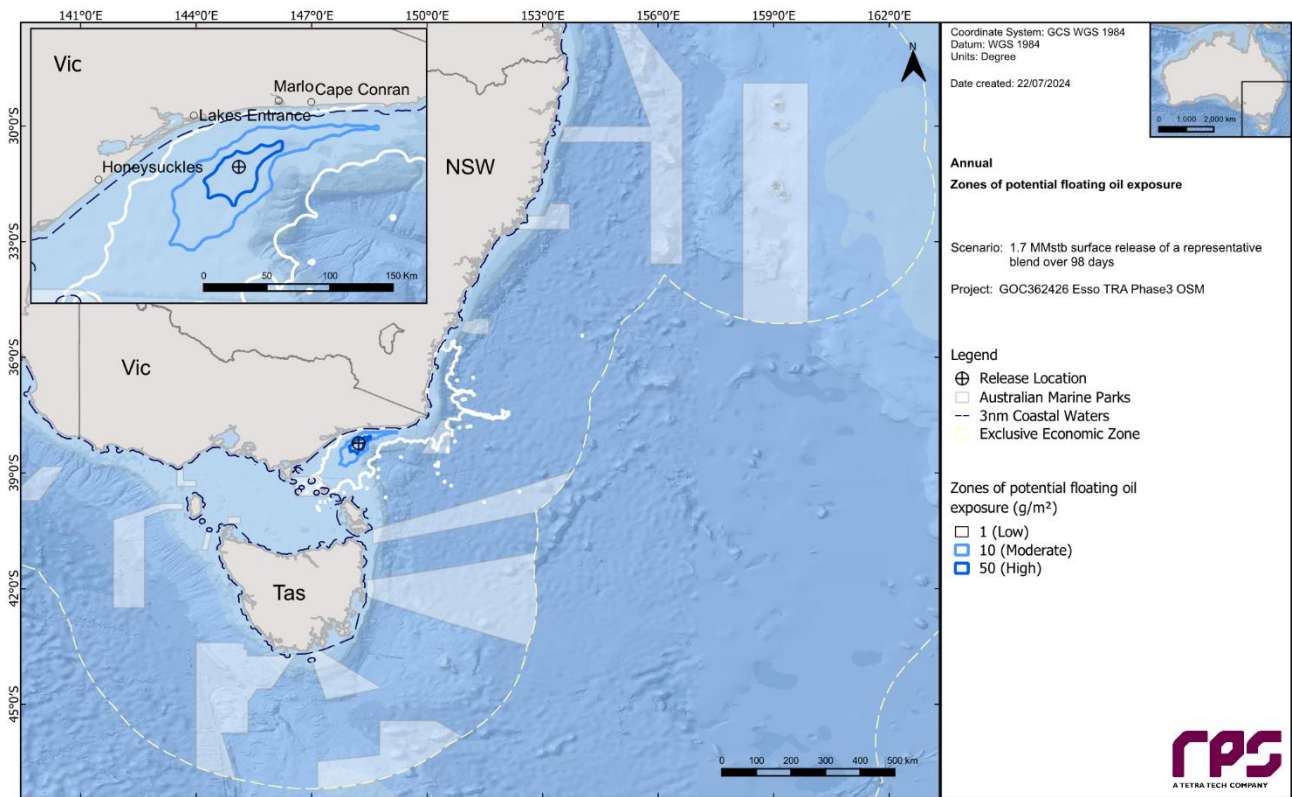 141°0'E 144°0'E 147°0'E 150°0'E 153°0'E 156°0'E 159°0'E 162°0'E
30°0'S
33°0'S
36°0'S
39°0'S
42°0'S
45°0'S
Vic
Marlo
Cape Conran
Lakes Entrance
Honeysuckles
0 50 100 150 Km
NSW
Vic
Tas
N
0 100 200 300 400 500 km
Coordinate System: GCS WGS 1984
Datum: WGS 1984
Units: Degree
Date created: 22/07/2024
0 1,000 2,000 km
Annual
Zones of potential floating oil exposure
Scenario: 1.7 MMstb surface release of a representative
blend over 98 days
Project: GOC362426 Esso TRA Phase3 OSM
Legend
Release Location
Australian Marine Parks
3nm Coastal Waters
Exclusive Economic Zone
Zones of potential floating oil
exposure (g/m²)
1 (Low)
10 (Moderate)
50 (High)
rps
A TETRA TECH COMPANY